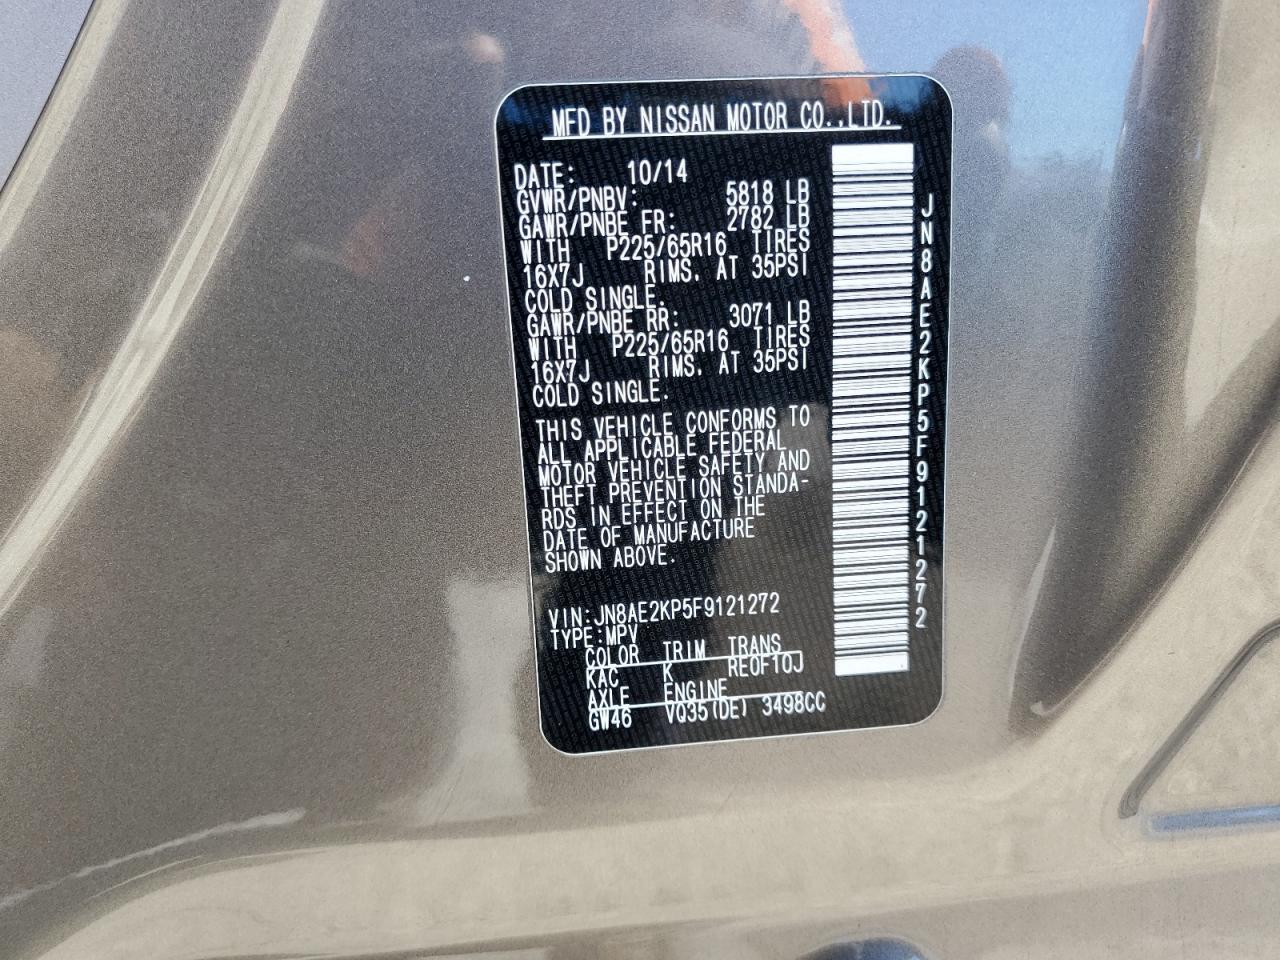 MFD BY NISSAN MOTOR CO.,LTD.
DATE: 10/14
GVWR/PNBV: 5818 LB
GAWR/PNBE FR: 2782 LB
WITH P225/65R16 TIRES
16X7J RIMS. AT 35PSI
COLD SINGLE.
GAWR/PNBE RR: 3071 LB
WITH P225/65R16 TIRES
16X7J RIMS. AT 35PSI
COLD SINGLE.
THIS VEHICLE CONFORMS TO
ALL APPLICABLE FEDERAL
MOTOR VEHICLE SAFETY AND
THEFT PREVENTION STANDA-
RDS IN EFFECT ON THE
DATE OF MANUFACTURE
SHOWN ABOVE.
VIN:JN8AE2KP5F9121272
TYPE:MPV
COLOR TRIM TRANS
KAC K RE0F10J
AXLE ENGINE
GW46 VQ35(DE) 3498CC
JN8AE2KP5F9121272